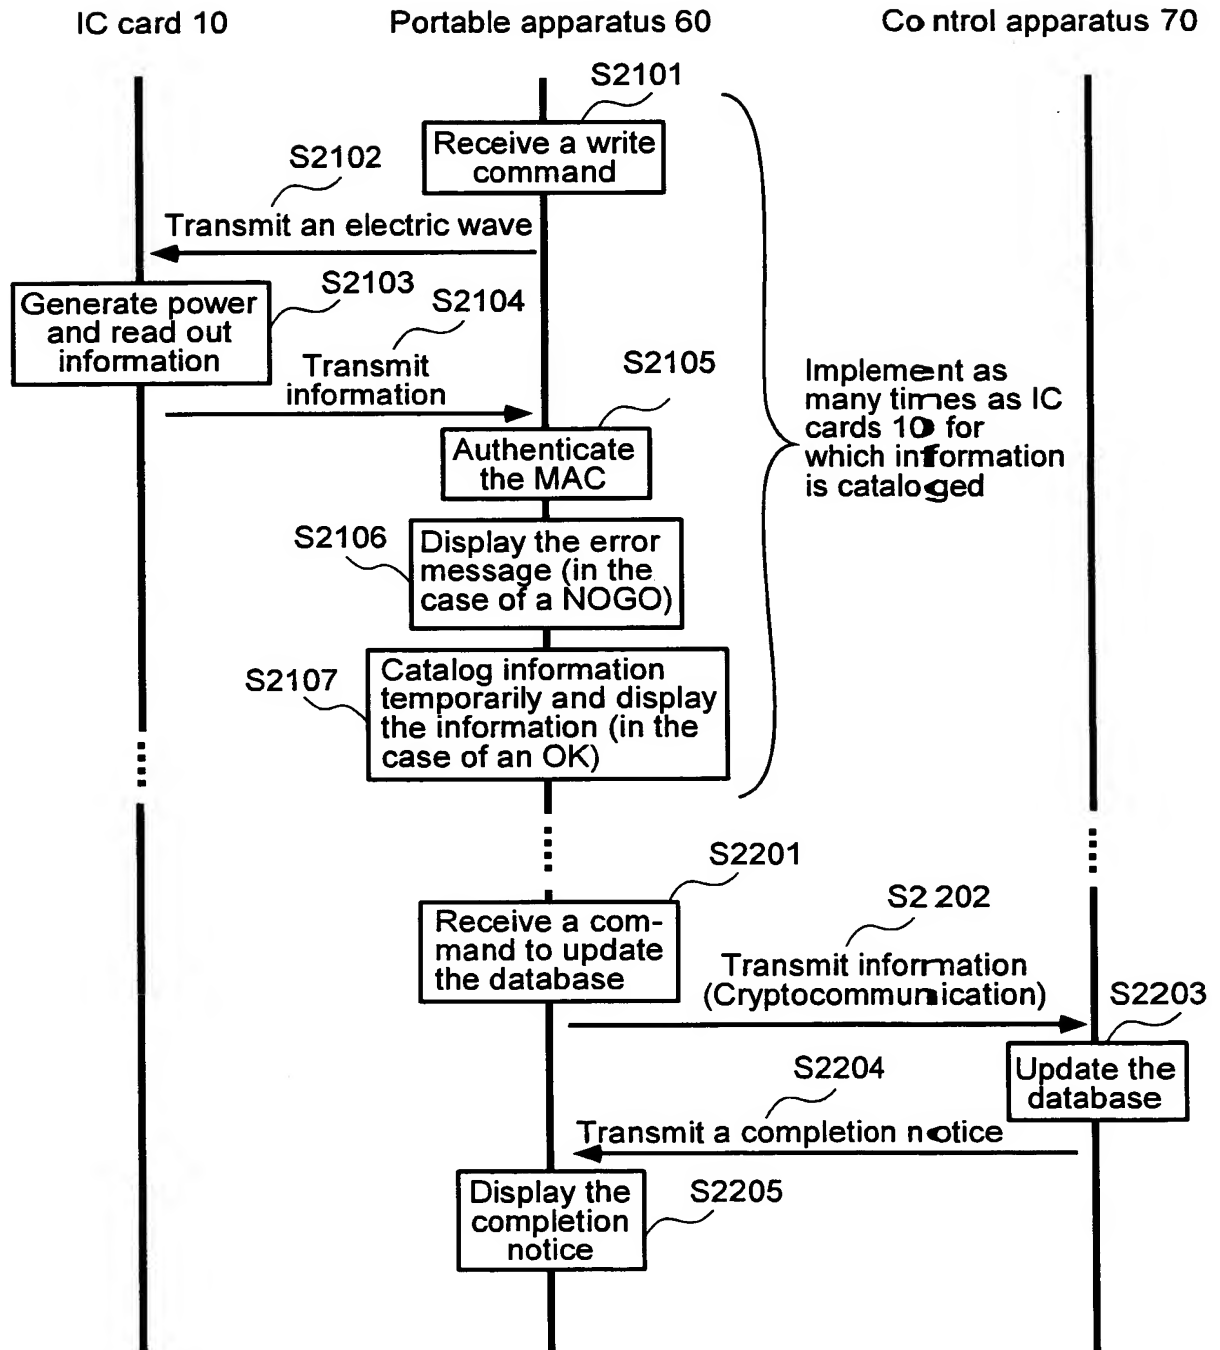 IC card 10
Portable apparatus 60
Control apparatus 70
S2101
Receive a write
command
S2102
Transmit an electric wave
S2103
Generate power
and read out
information
S2104
Transmit
information
S2105
Authenticate
the MAC
Implement as
many times as IC
cards 10 for
which information
is cataloged
S2106
Display the error
message (in the
case of a NOGO)
S2107
Catalog information
temporarily and display
the information (in the
case of an OK)
S2201
Receive a com-
mand to update
the database
S2202
Transmit information
(Cryptocommunication)
S2203
Update the
database
S2204
Transmit a completion notice
S2205
Display the
completion
notice